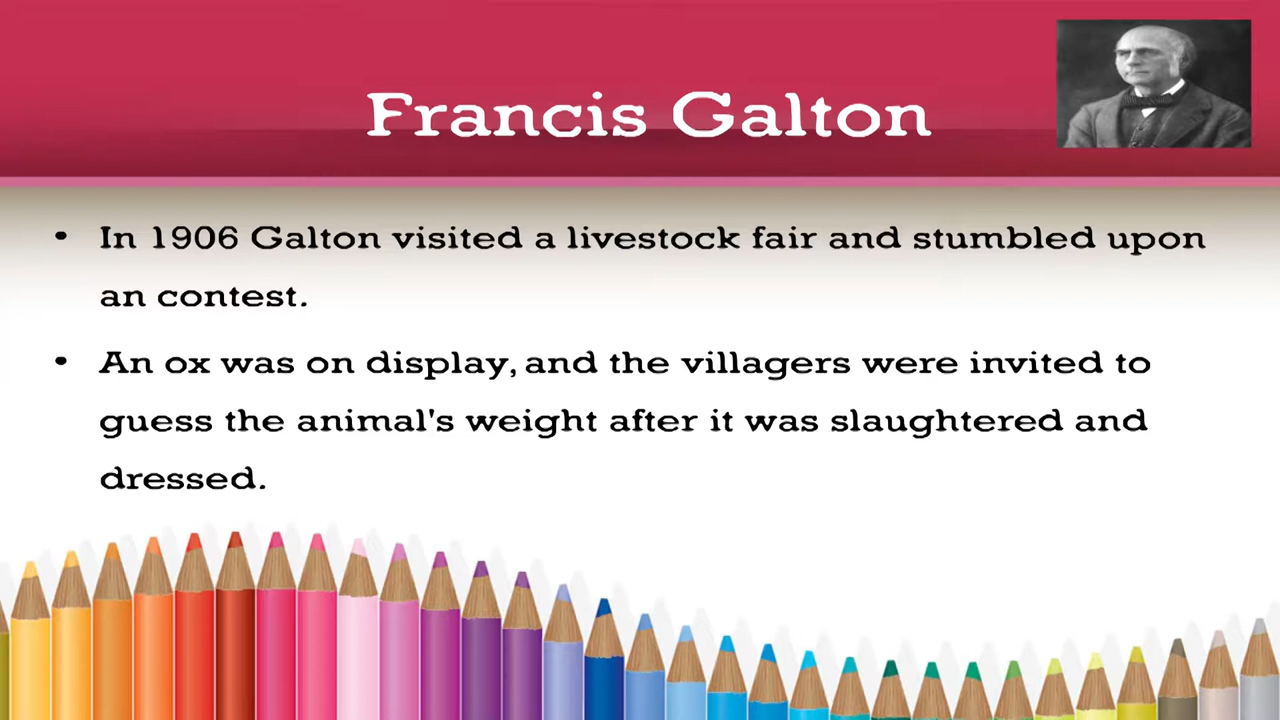 Francis Galton
• In 1906 Galton visited a livestock fair and stumbled upon
an contest.
• An ox was on display, and the villagers were invited to
guess the animal's weight after it was slaughtered and
dressed.